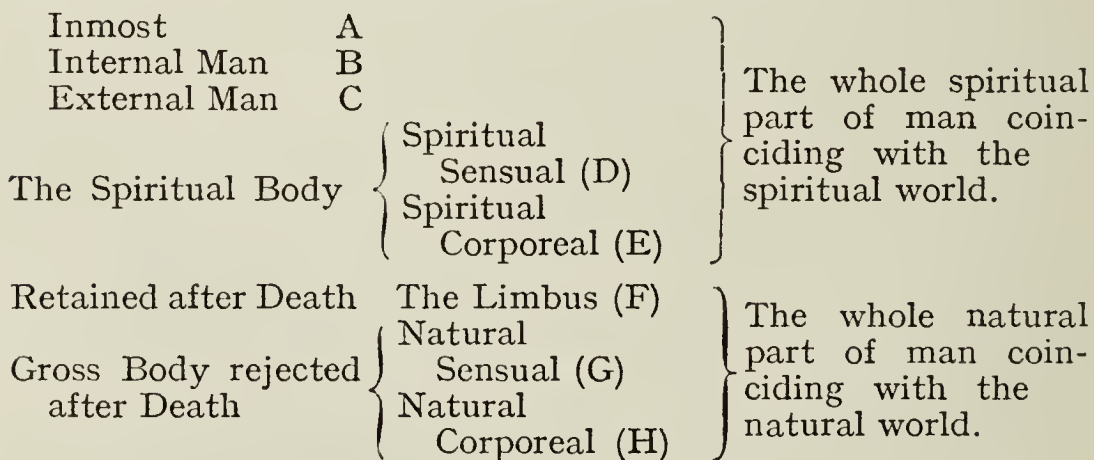 Inmost A
Internal Man B
External Man C
The Spiritual Body
Spiritual
Sensual (D)
Spiritual
Corporeal (E)
The whole spiritual
part of man coin-
ciding with the
spiritual world.
Retained after Death The Limbus (F)
Gross Body rejected
after Death
Natural
Sensual (G)
Natural
Corporeal (H)
The whole natural
part of man coin-
ciding with the
natural world.